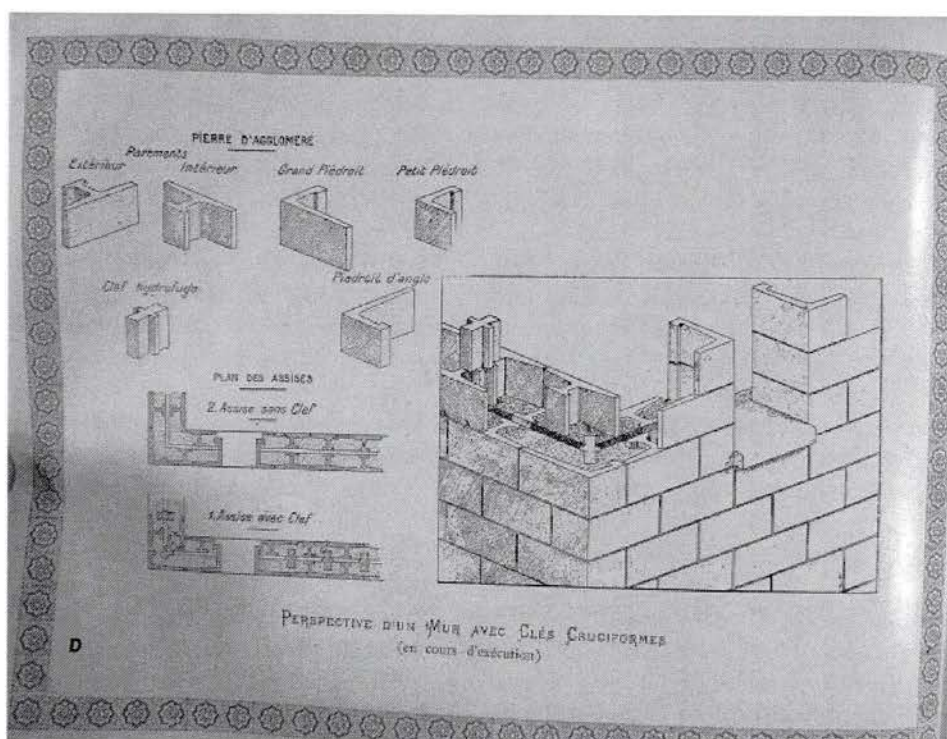 PIERRE D'AGGLOMÉRÉ
Parements
Extérieur
Intérieur
Grand Piédroit
Petit Piédroit
Clef hydrofuge
Piédroit d'angle
PLAN DES ASSISES
2. Assise sans Clef
1. Assise avec Clef
PERSPECTIVE D'UN MUR AVEC CLÉS CRUCIFORMES
(en cours d'exécution)
D